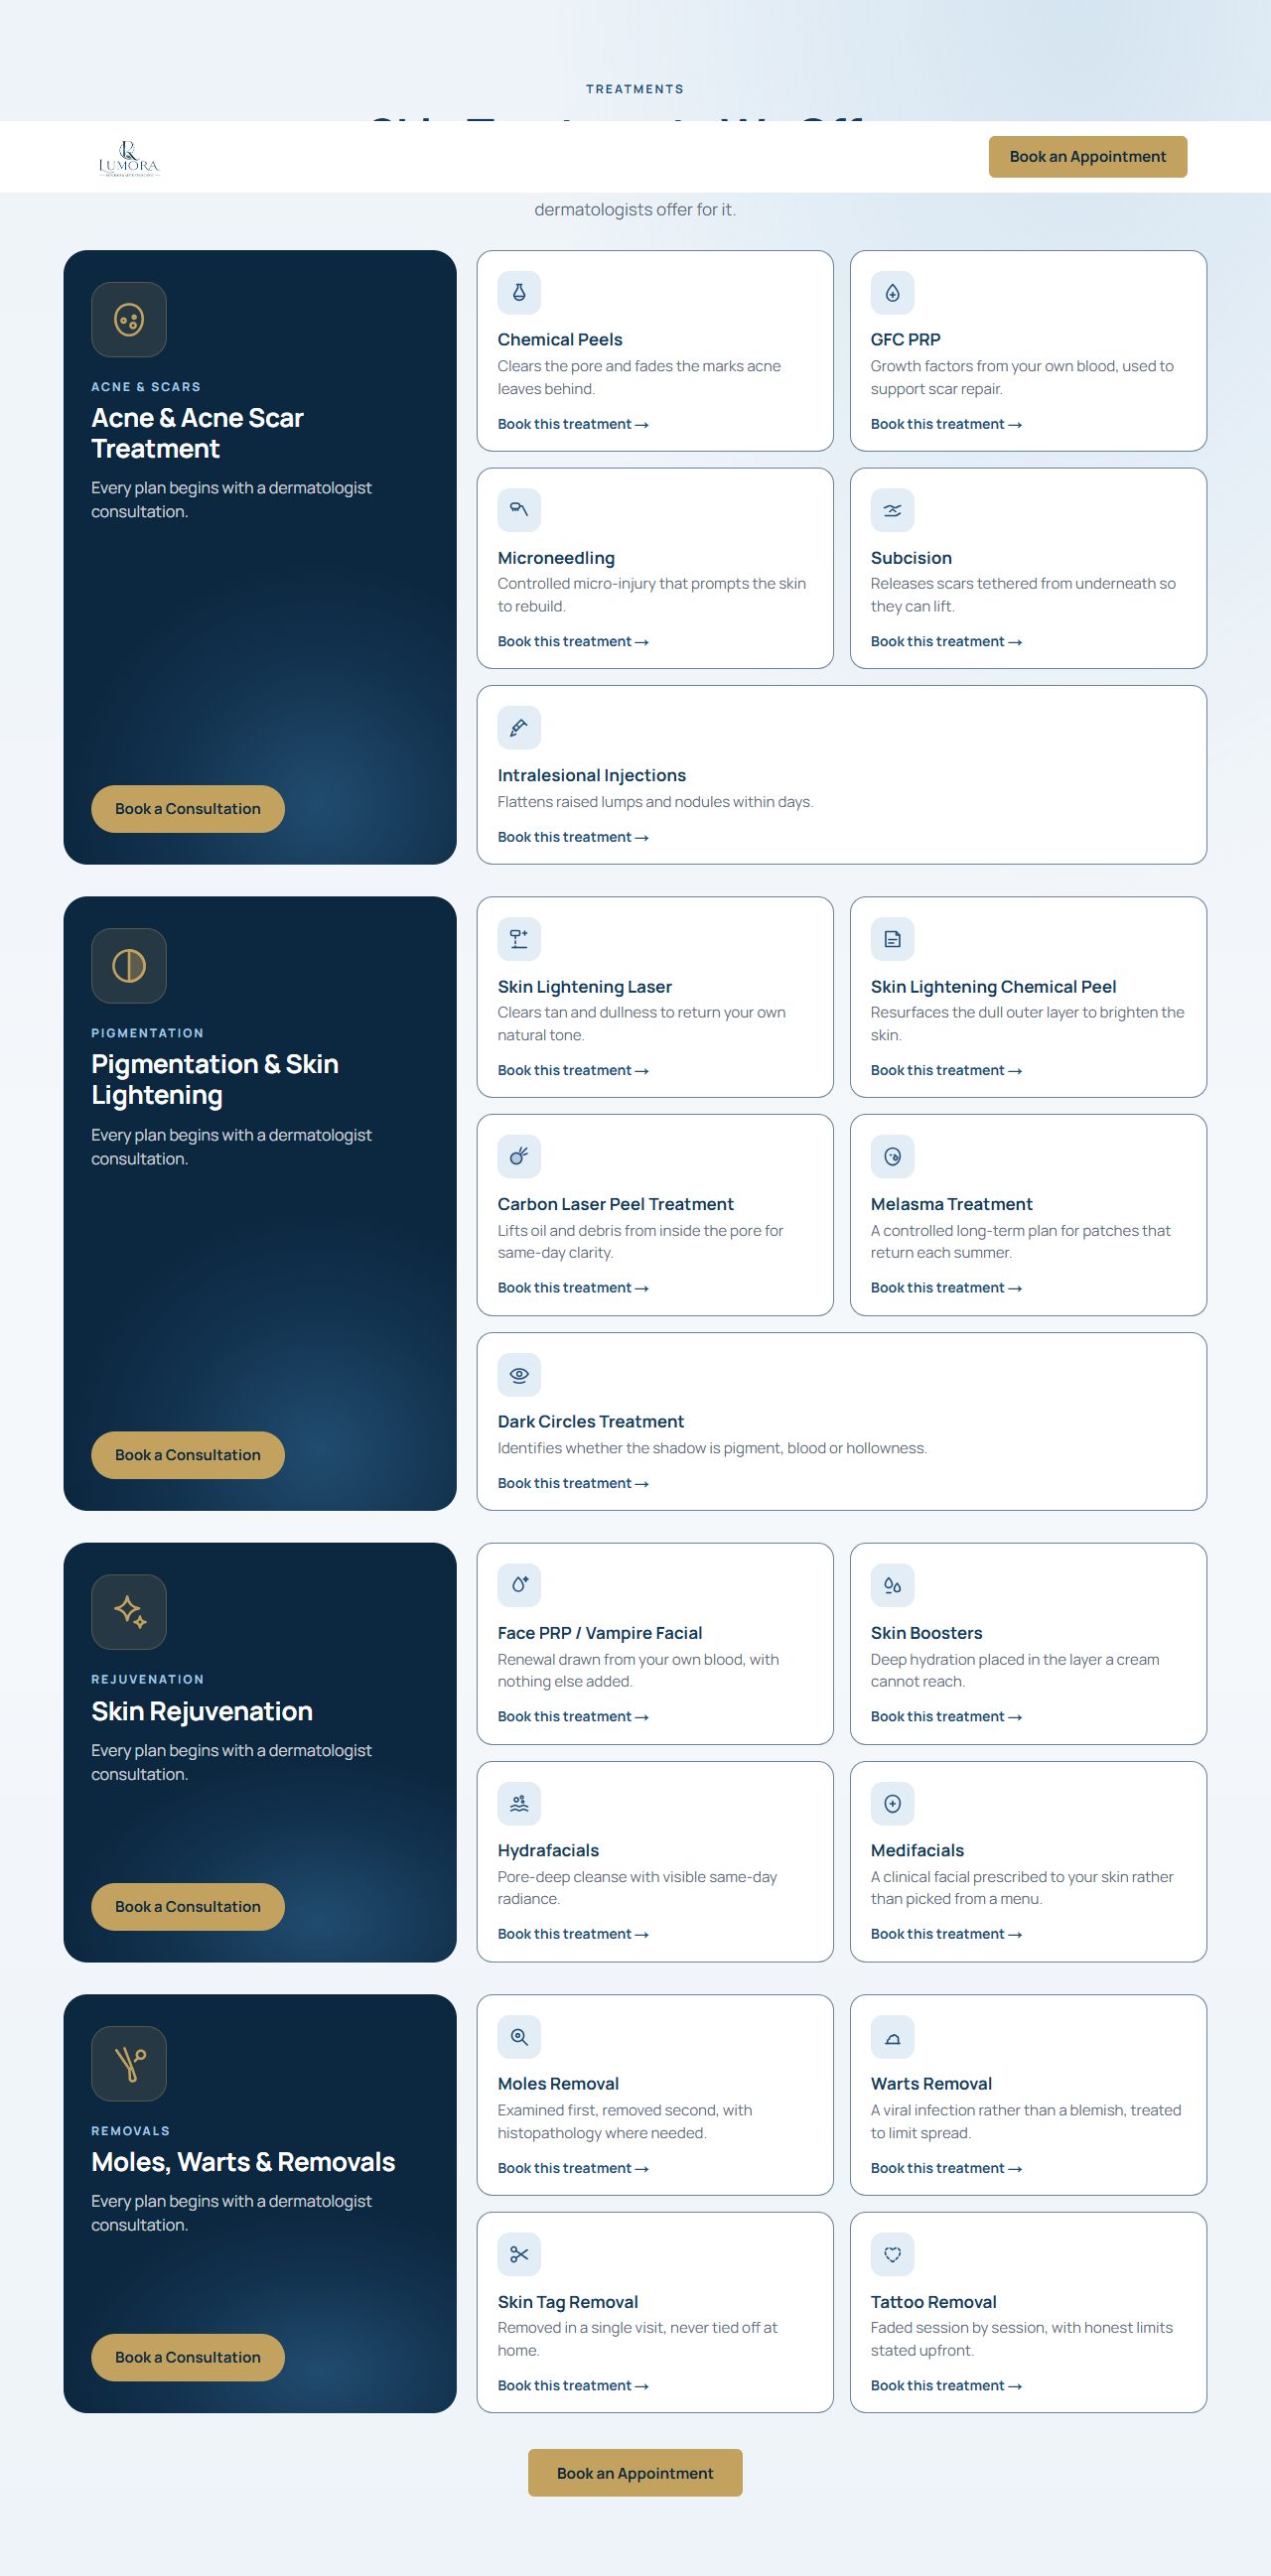 TREATMENTS
LUMORA
Book an Appointment
dermatologists offer for it.
ACNE & SCARS
Acne & Acne Scar
Treatment
Every plan begins with a dermatologist
consultation.
Book a Consultation
Chemical Peels
Clears the pore and fades the marks acne
leaves behind.
Book this treatment →
GFC PRP
Growth factors from your own blood, used to
support scar repair.
Book this treatment →
Microneedling
Controlled micro-injury that prompts the skin
to rebuild.
Book this treatment →
Subcision
Releases scars tethered from underneath so
they can lift.
Book this treatment →
Intralesional Injections
Flattens raised lumps and nodules within days.
Book this treatment →
PIGMENTATION
Pigmentation & Skin
Lightening
Every plan begins with a dermatologist
consultation.
Book a Consultation
Skin Lightening Laser
Clears tan and dullness to return your own
natural tone.
Book this treatment →
Skin Lightening Chemical Peel
Resurfaces the dull outer layer to brighten the
skin.
Book this treatment →
Carbon Laser Peel Treatment
Lifts oil and debris from inside the pore for
same-day clarity.
Book this treatment →
Melasma Treatment
A controlled long-term plan for patches that
return each summer.
Book this treatment →
Dark Circles Treatment
Identifies whether the shadow is pigment, blood or hollowness.
Book this treatment →
REJUVENATION
Skin Rejuvenation
Every plan begins with a dermatologist
consultation.
Book a Consultation
Face PRP / Vampire Facial
Renewal drawn from your own blood, with
nothing else added.
Book this treatment →
Skin Boosters
Deep hydration placed in the layer a cream
cannot reach.
Book this treatment →
Hydrafacials
Pore-deep cleanse with visible same-day
radiance.
Book this treatment →
Medifacials
A clinical facial prescribed to your skin rather
than picked from a menu.
Book this treatment →
REMOVALS
Moles, Warts & Removals
Every plan begins with a dermatologist
consultation.
Book a Consultation
Moles Removal
Examined first, removed second, with
histopathology where needed.
Book this treatment →
Warts Removal
A viral infection rather than a blemish, treated
to limit spread.
Book this treatment →
Skin Tag Removal
Removed in a single visit, never tied off at
home.
Book this treatment →
Tattoo Removal
Faded session by session, with honest limits
stated upfront.
Book this treatment →
Book an Appointment